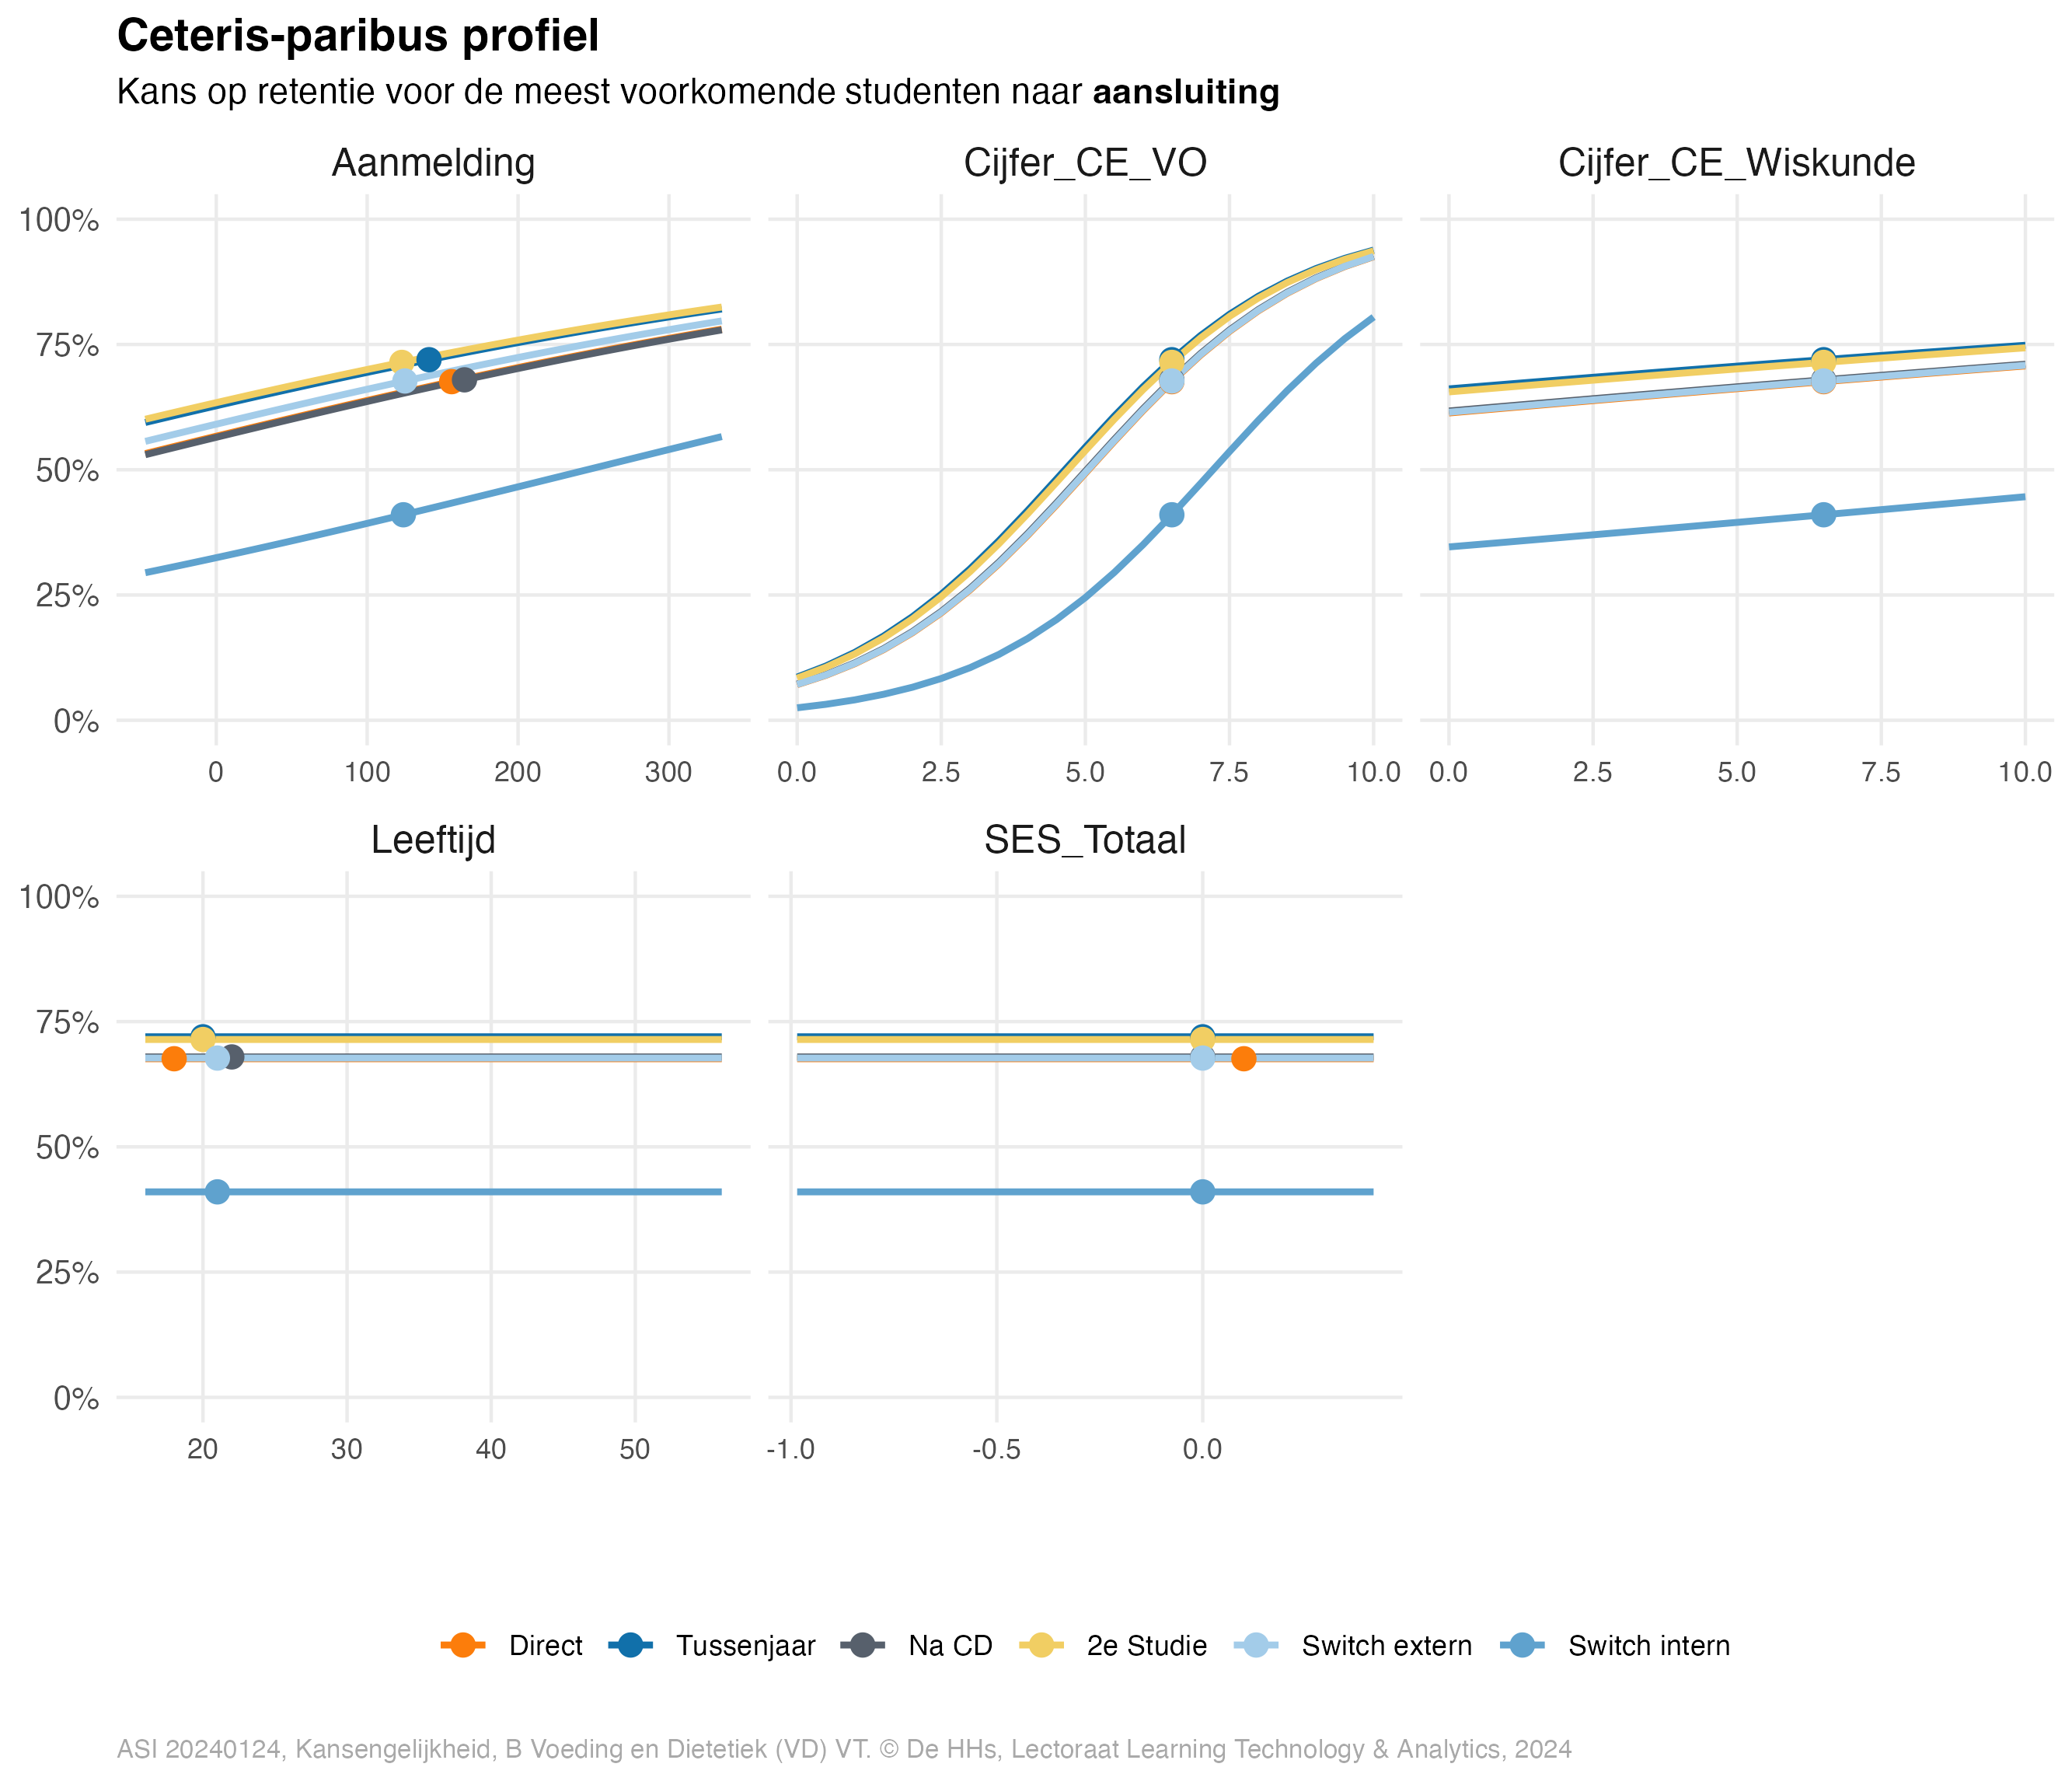 Ceteris-paribus profiel
Kans op retentie voor de meest voorkomende studenten naar aansluiting
Aanmelding Cijfer_CE_VO Cijfer_CE_Wiskunde
100%
75%
50%
25%
0%
0 100 200 300 0.0 2.5 5.0 7.5 10.0 0.0 2.5 5.0 7.5 10.0
Leeftijd SES_Totaal
100%
75%
50%
25%
0%
20 30 40 50 -1.0 -0.5 0.0
Direct Tussenjaar Na CD 2e Studie Switch extern Switch intern
ASI 20240124, Kansengelijkheid, B Voeding en Dietetiek (VD) VT. © De HHs, Lectoraat Learning Technology & Analytics, 2024